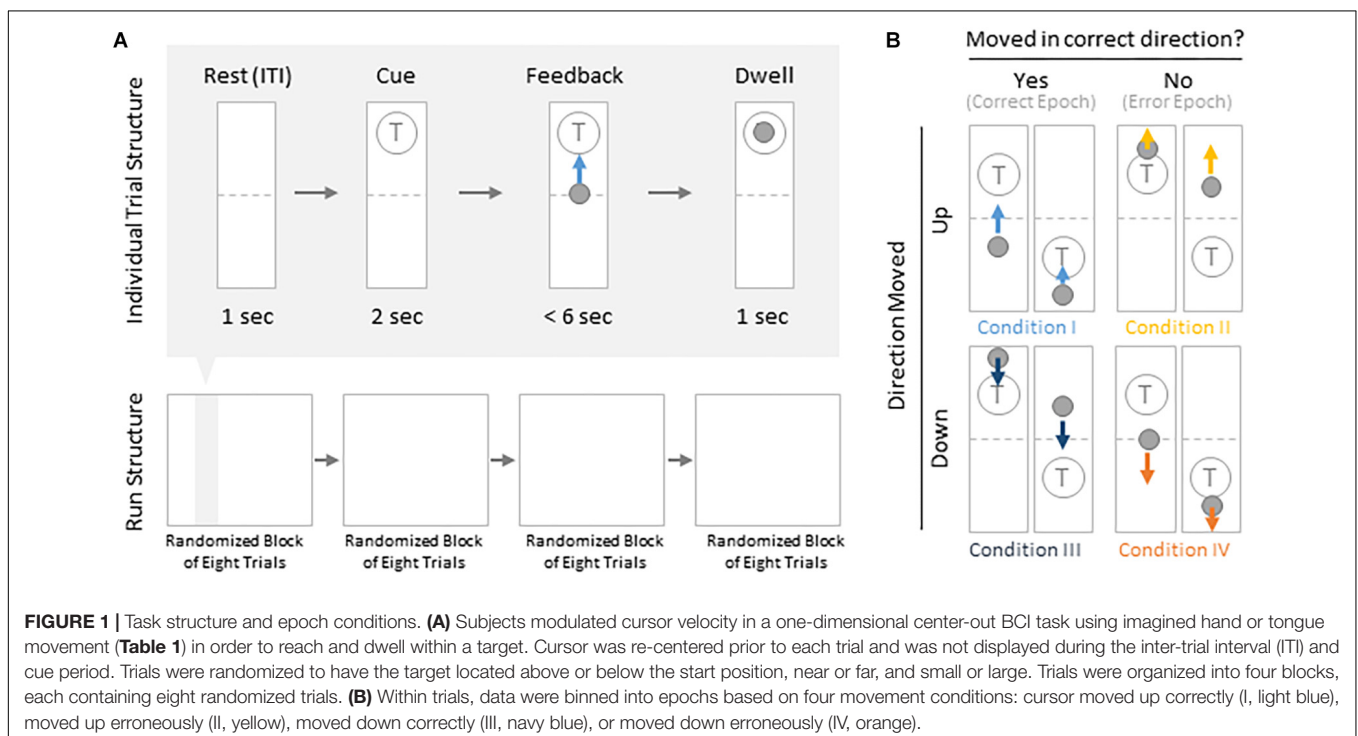 A
Individual Trial Structure
Rest (ITI)
Cue
Feedback
Dwell
T
T
1 sec
2 sec
< 6 sec
1 sec
Run Structure
Randomized Block
of Eight Trials
Randomized Block
of Eight Trials
Randomized Block
of Eight Trials
Randomized Block
of Eight Trials
B
Moved in correct direction?
Yes
No
(Correct Epoch)
(Error Epoch)
Direction Moved
Up
T
T
T
T
Condition I
Condition II
Down
T
T
T
T
Condition III
Condition IV
FIGURE 1 | Task structure and epoch conditions. (A) Subjects modulated cursor velocity in a one-dimensional center-out BCI task using imagined hand or tongue
movement (Table 1) in order to reach and dwell within a target. Cursor was re-centered prior to each trial and was not displayed during the inter-trial interval (ITI) and
cue period. Trials were randomized to have the target located above or below the start position, near or far, and small or large. Trials were organized into four blocks,
each containing eight randomized trials. (B) Within trials, data were binned into epochs based on four movement conditions: cursor moved up correctly (I, light blue),
moved up erroneously (II, yellow), moved down correctly (III, navy blue), or moved down erroneously (IV, orange).